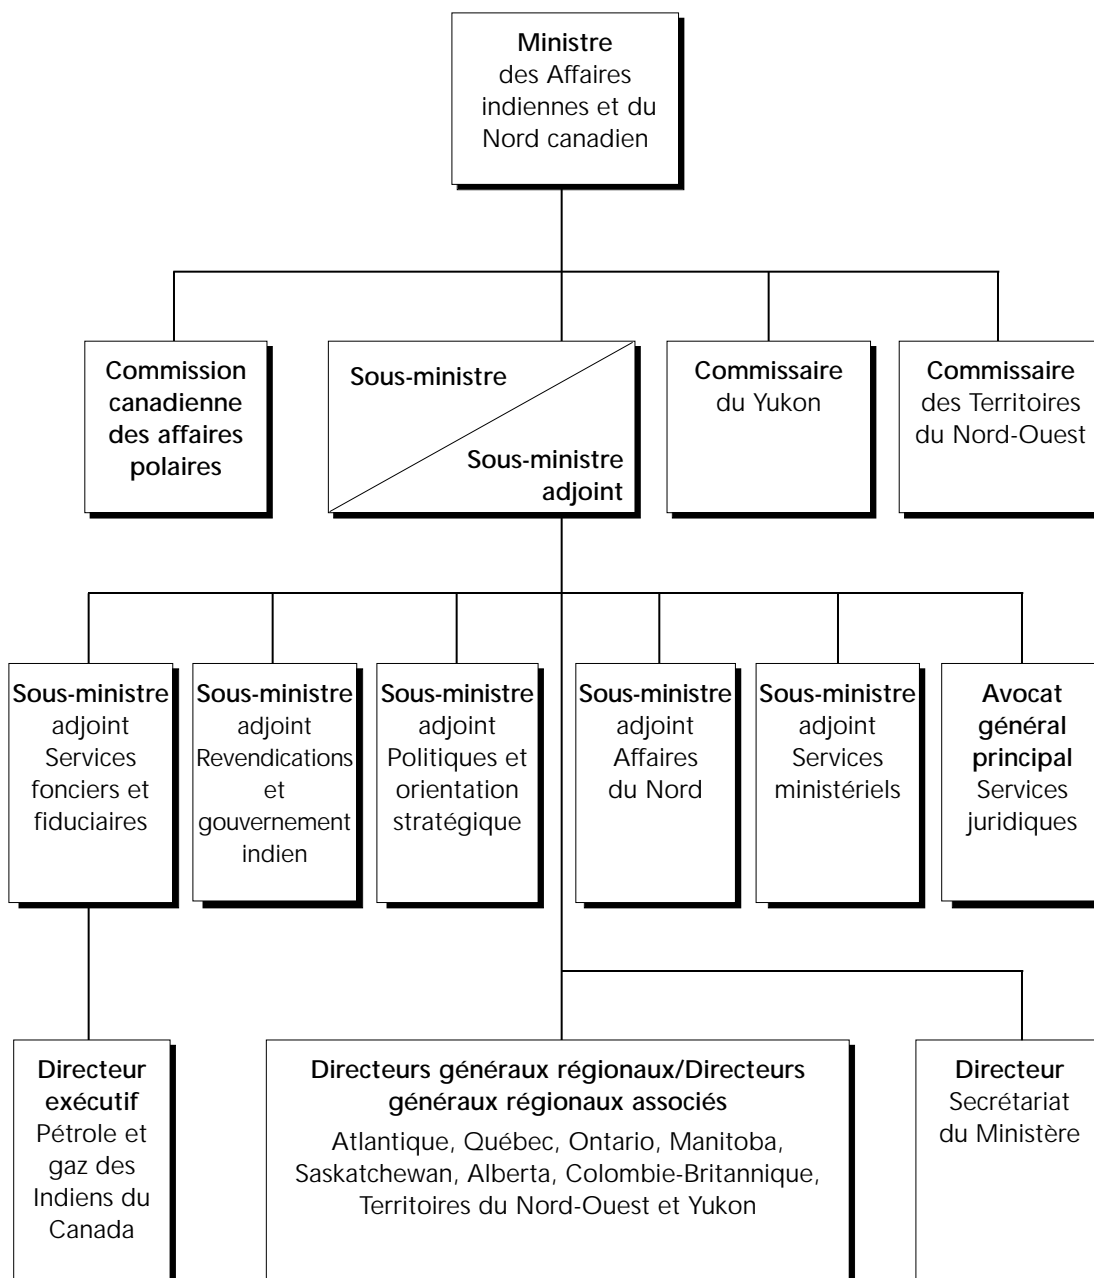 Ministre
des Affaires
indiennes et du
Nord canadien
Commission
canadienne
des affaires
polaires
Sous-ministre
Sous-ministre
adjoint
Commissaire
du Yukon
Commissaire
des Territoires
du Nord-Ouest
Sous-ministre
adjoint
Services
fonciers et
fiduciaires
Sous-ministre
adjoint
Revendications
et
gouvernement
indien
Sous-ministre
adjoint
Politiques et
orientation
stratégique
Sous-ministre
adjoint
Affaires
du Nord
Sous-ministre
adjoint
Services
ministériels
Avocat
général
principal
Services
juridiques
Directeur
exécutif
Pétrole et
gaz des
Indiens du
Canada
Directeurs généraux régionaux/Directeurs
généraux régionaux associés
Atlantique, Québec, Ontario, Manitoba,
Saskatchewan, Alberta, Colombie-Britannique,
Territoires du Nord-Ouest et Yukon
Directeur
Secrétariat
du Ministère